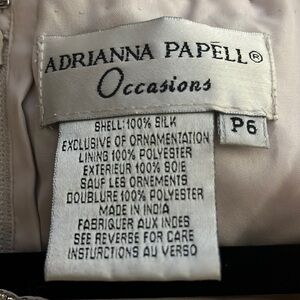 ADRIANNA PAPELL®
Occasions
P6
SHELL: 100% SILK
EXCLUSIVE OF ORNAMENTATION
LINING 100% POLYESTER
EXTERIEUR 100% SOIE
SAUF LES ORNEMENTS
DOUBLURE 100% POLYESTER
MADE IN INDIA
FABRIQUER AUX INDES
SEE REVERSE FOR CARE
INSTURCTIONS AU VERSO